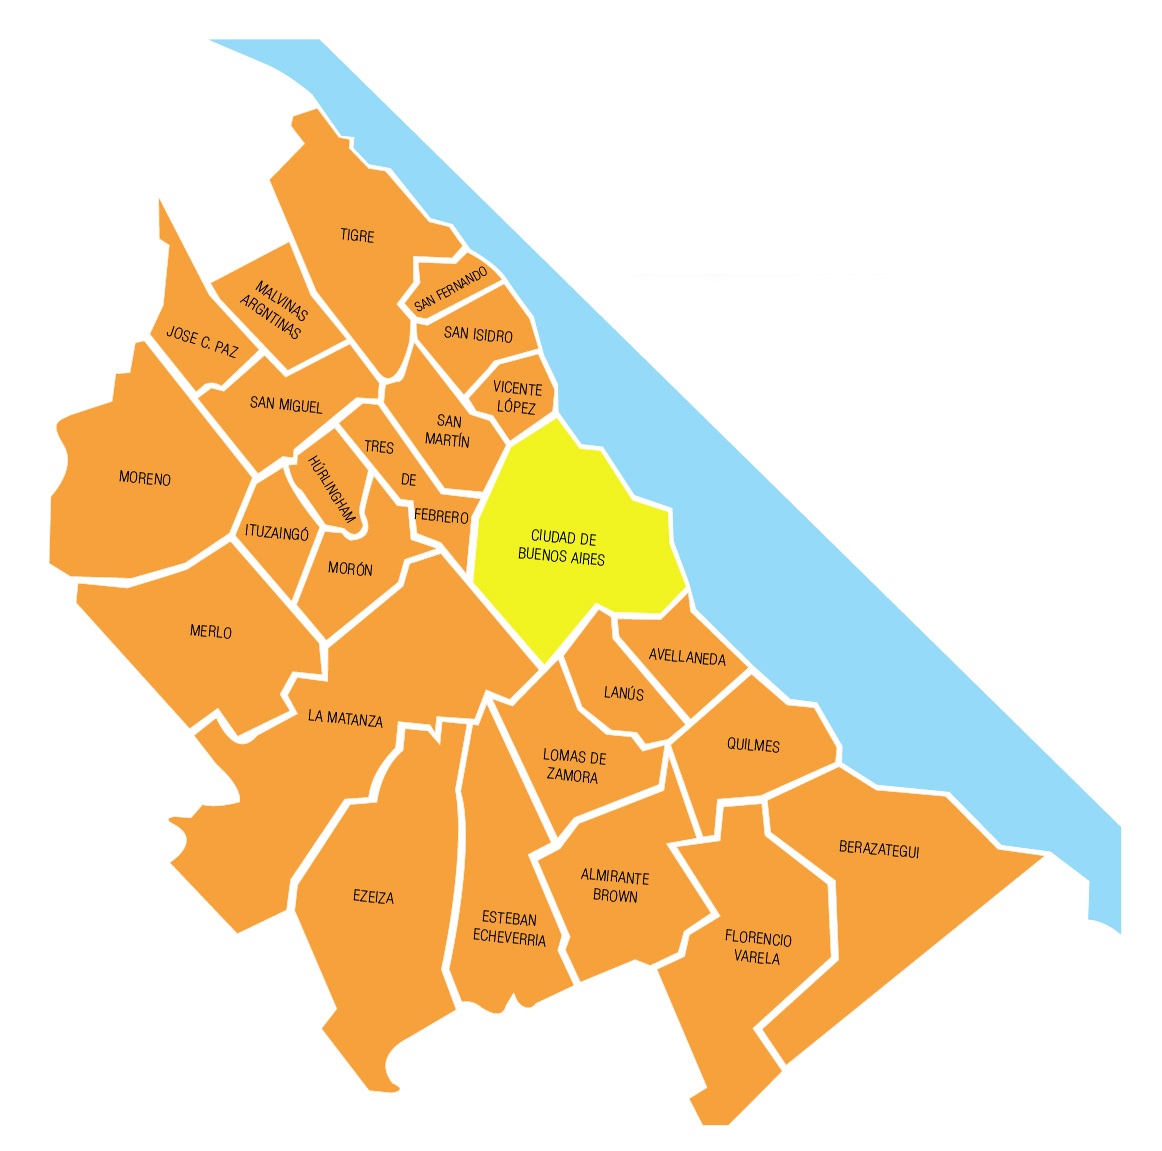 TIGRE
SAN FERNANDO
MALVINAS
ARGNTINAS
SAN ISIDRO
JOSE C. PAZ
VICENTE
LÓPEZ
SAN MIGUEL
SAN
MARTÍN
TRES
DE
FEBRERO
MORENO
HÚRLINGHAM
ITUZAINGÓ
CIUDAD DE
BUENOS AIRES
MORÓN
MERLO
AVELLANEDA
LANÚS
LA MATANZA
QUILMES
LOMAS DE
ZAMORA
BERAZATEGUI
ALMIRANTE
BROWN
EZEIZA
ESTEBAN
ECHEVERRIA
FLORENCIO
VARELA